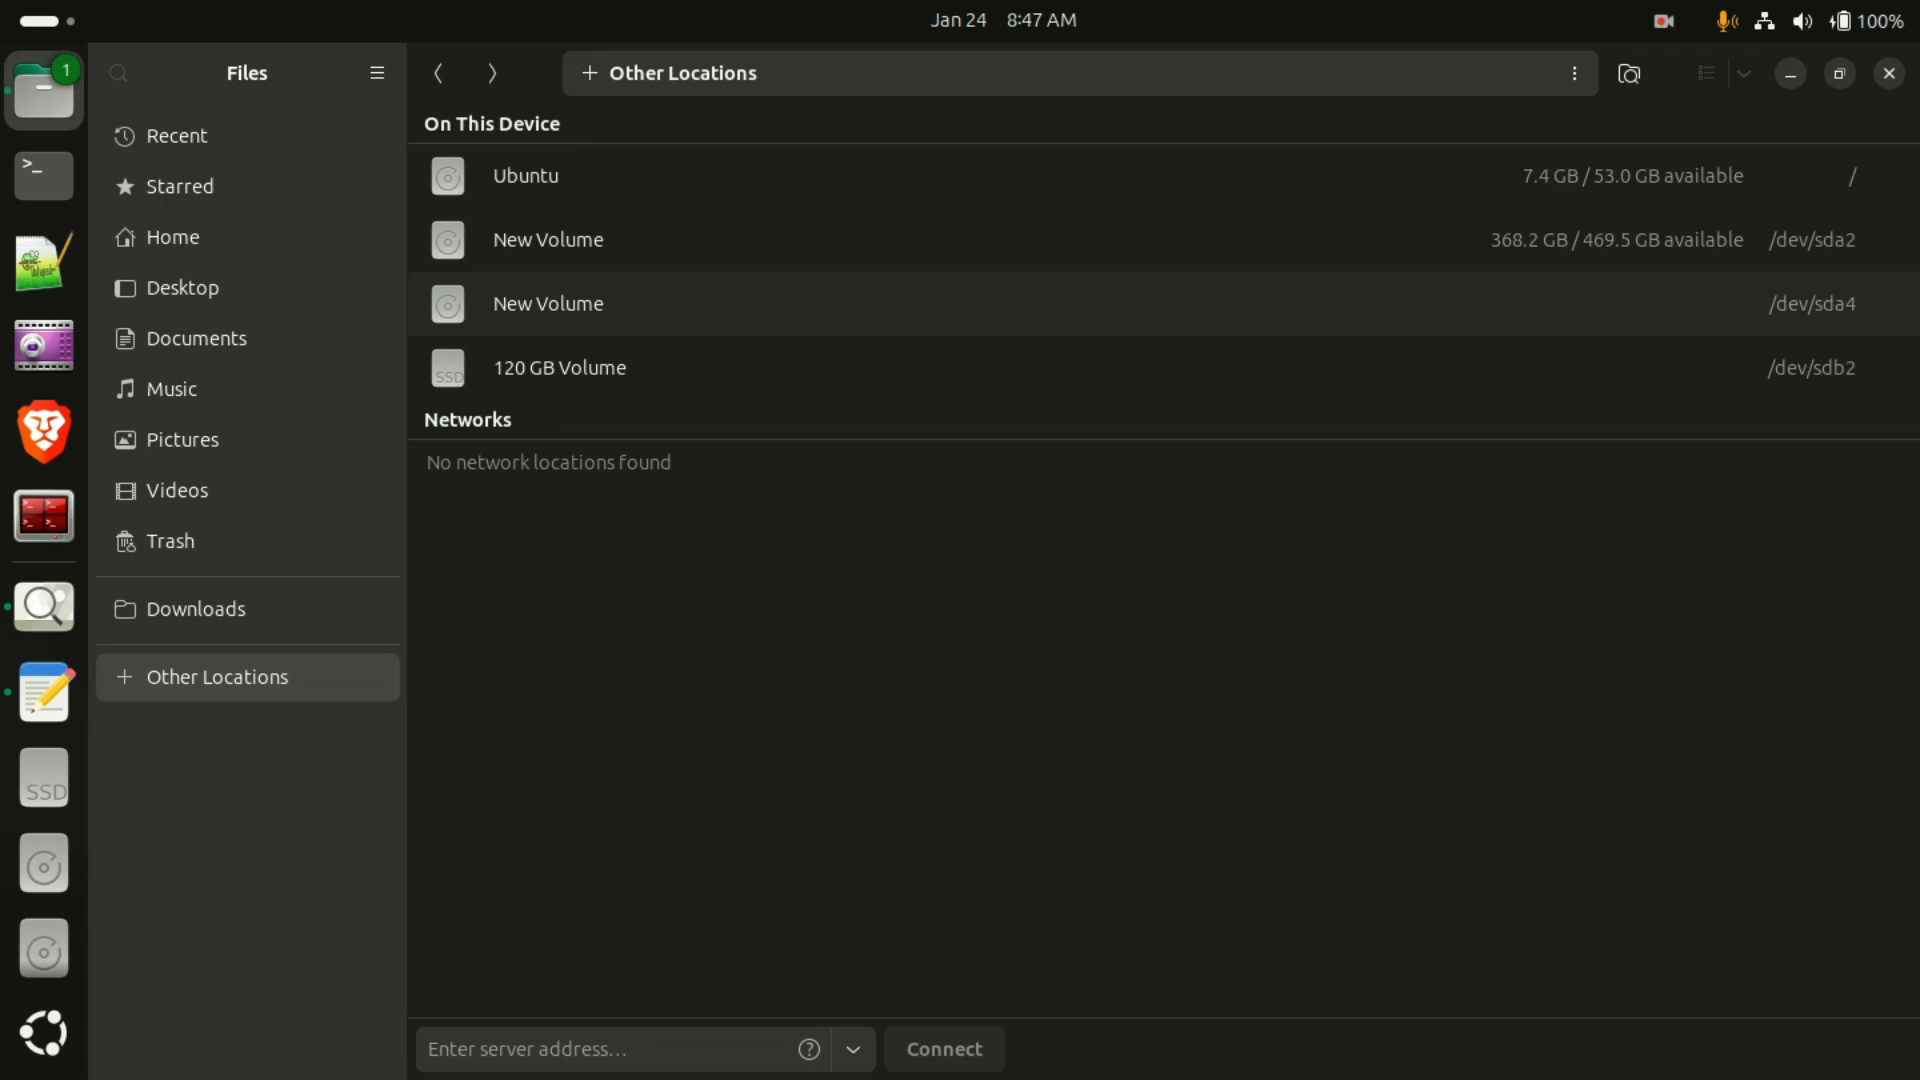 Jan 24 8:47 AM
100%
1
Files
Other Locations
On This Device
Recent
Starred
Home
Desktop
Documents
Music
Pictures
Videos
Trash
Downloads
Other Locations
Ubuntu 7.4 GB / 53.0 GB available /
New Volume 368.2 GB / 469.5 GB available /dev/sda2
New Volume /dev/sda4
SSD
120 GB Volume /dev/sdb2
Networks
No network locations found
>_
SSD
Enter server address…
Connect